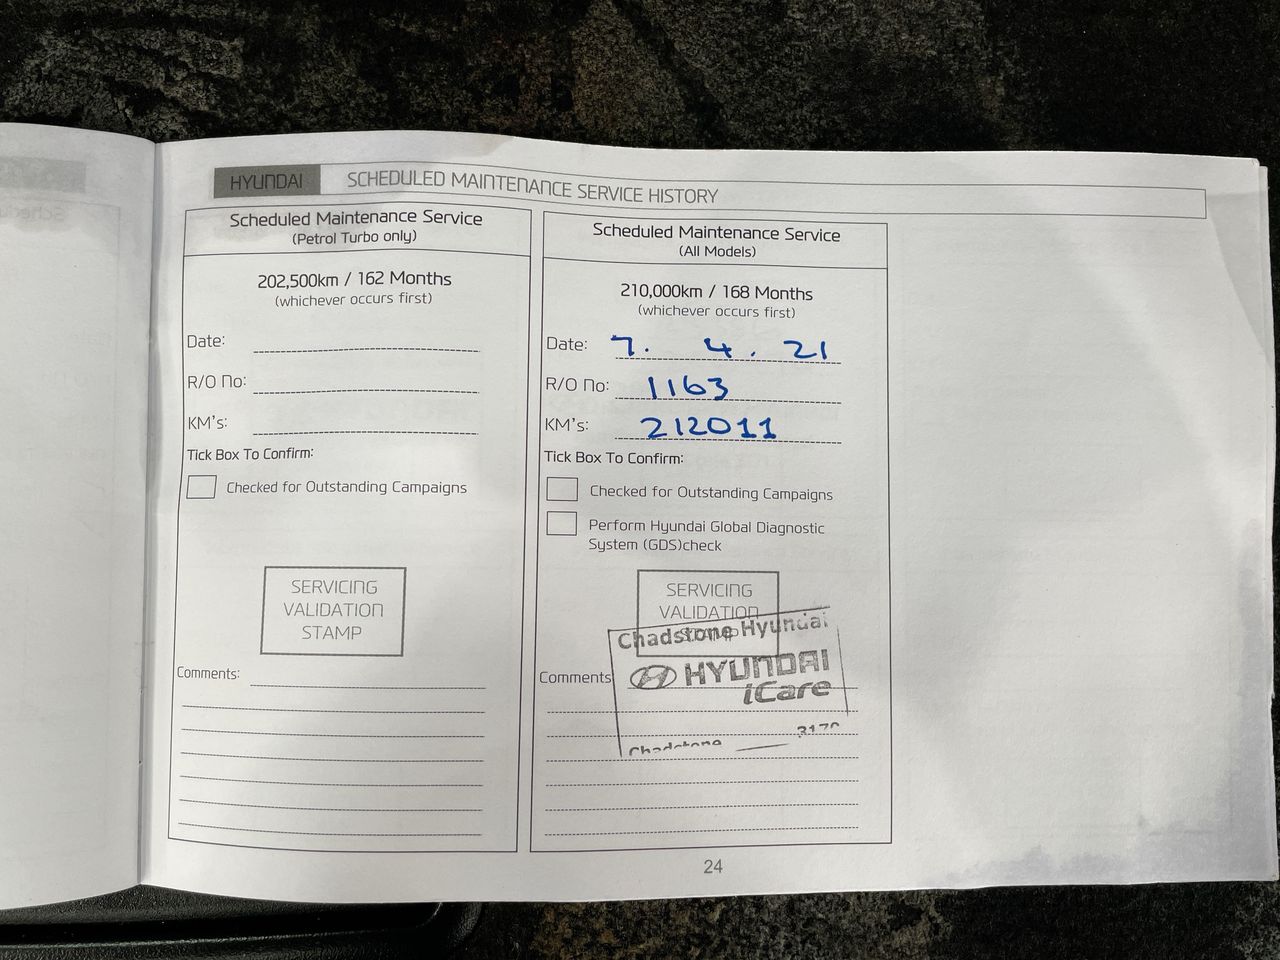 HYUNDAI SCHEDULED MAINTENANCE SERVICE HISTORY
Scheduled Maintenance Service
(Petrol Turbo only)
202,500km / 162 Months
(whichever occurs first)
Date:
R/O No:
KM's:
Tick Box To Confirm:
Checked for Outstanding Campaigns
SERVICING
VALIDATION
STAMP
Comments:
Scheduled Maintenance Service
(All Models)
210,000km / 168 Months
(whichever occurs first)
Date: 7. 4. 21
R/O No: 1163
KM's: 212011
Tick Box To Confirm:
Checked for Outstanding Campaigns
Perform Hyundai Global Diagnostic
System (GDS)check
SERVICING
VALIDATION
STAMP
Chadstone Hyundai
HYUNDAI
iCare
Comments
Chadstone
24